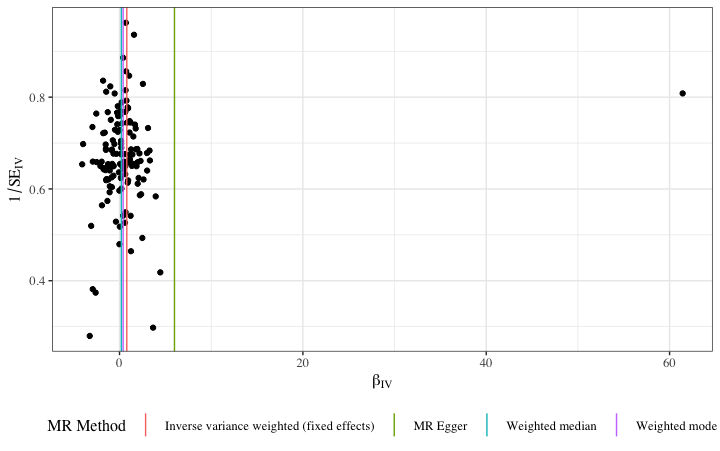 1/SE_IV
0.8
0.6
0.4
0 20 40 60
β_IV
MR Method Inverse variance weighted (fixed effects) MR Egger Weighted median Weighted mode